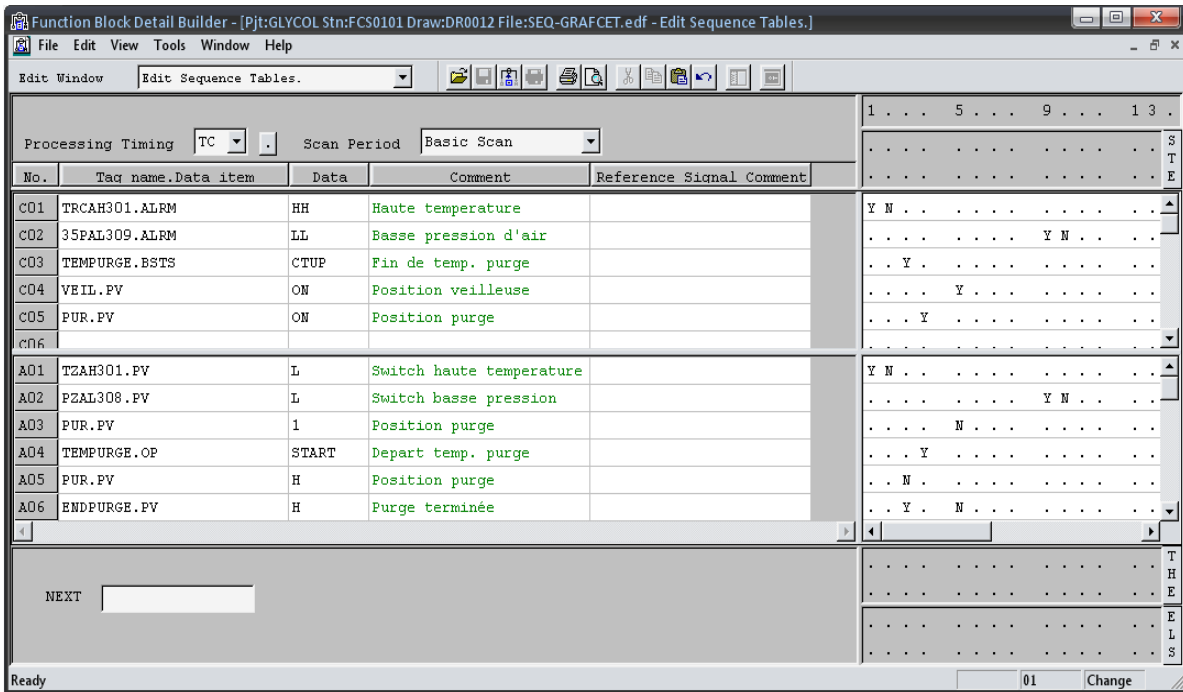 Function Block Detail Builder - [Pjt:GLYCOL Stn:FCS0101 Draw:DR0012 File:SEQ-GRAFCET.edf - Edit Sequence Tables.]
File Edit View Tools Window Help
Edit Window Edit Sequence Tables.
1 . . . 5 . . . 9 . . . 1 3 .
Processing Timing TC . Scan Period Basic Scan
. . . . . . . . . . . . . . STE
No. Tag name.Data item Data Comment Reference Signal Comment . . . . . . . . . . . . . .
C01 TRCAH301.ALRM HH Haute temperature Y N . . . . . . . . . . . .
C02 35PAL309.ALRM LL Basse pression d'air . . . . . . . . Y N . . . .
C03 TEMPURGE.BSTS CTUP Fin de temp. purge . . Y . . . . . . . . . . .
C04 VEIL.PV ON Position veilleuse . . . . Y . . . . . . . . .
C05 PUR.PV ON Position purge . . . Y . . . . . . . . . .
C06 . . . . . . . . . . . . . .
A01 TZAH301.PV L Switch haute temperature Y N . . . . . . . . . . . .
A02 PZAL308.PV L Switch basse pression . . . . . . . . Y N . . . .
A03 PUR.PV 1 Position purge . . . . N . . . . . . . . .
A04 TEMPURGE.OP START Depart temp. purge . . . Y . . . . . . . . . .
A05 PUR.PV H Position purge . . N . . . . . . . . . . .
A06 ENDPURGE.PV H Purge terminée . . Y . N . . . . . . . . .
. . . . . . . . . . . . . . THE
NEXT . . . . . . . . . . . . . .
. . . . . . . . . . . . . . ELS
. . . . . . . . . . . . . .
Ready 01 Change